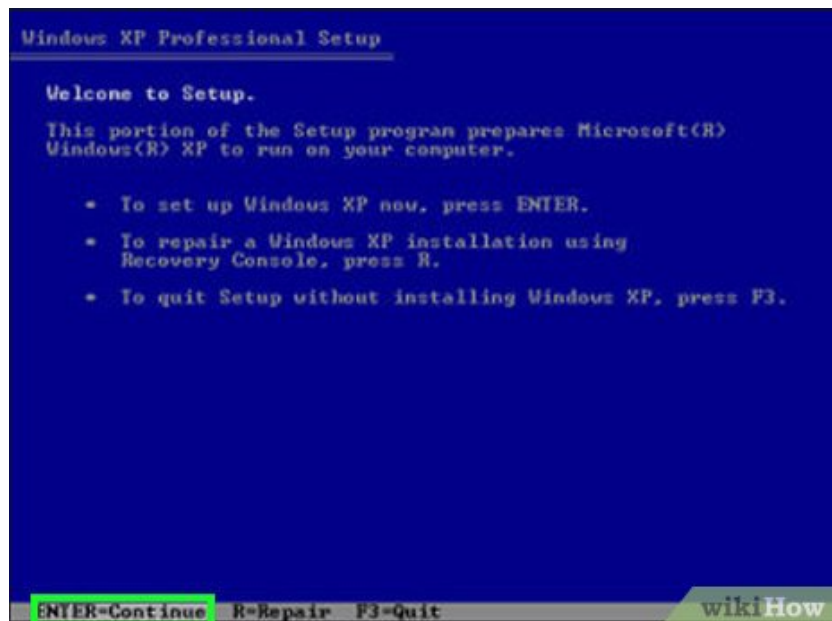 Windows XP Professional Setup
Welcome to Setup.
This portion of the Setup program prepares Microsoft(R)
Windows(R) XP to run on your computer.
• To set up Windows XP now, press ENTER.
• To repair a Windows XP installation using
Recovery Console, press R.
• To quit Setup without installing Windows XP, press F3.
ENTER=Continue R=Repair F3=Quit
wikiHow